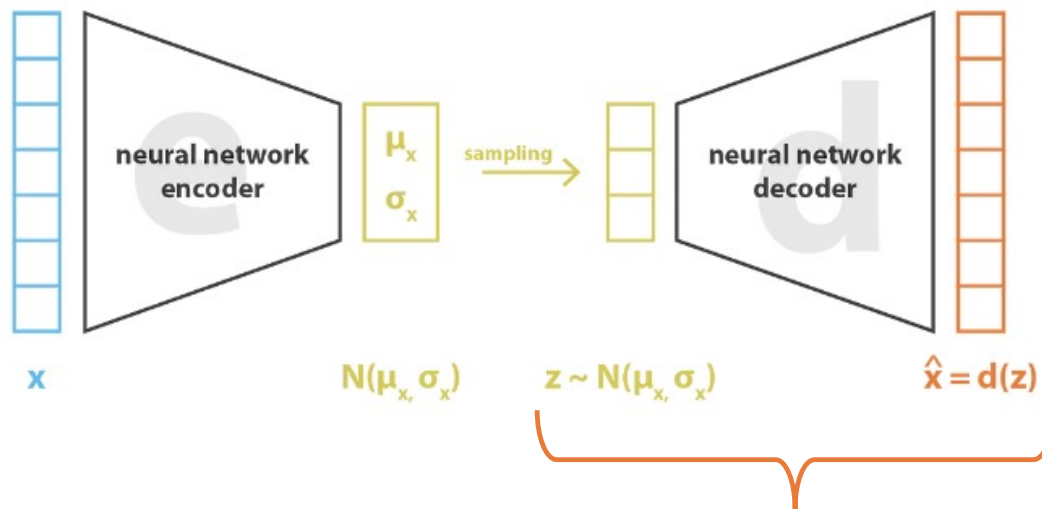 e
neural network
encoder
μₓ
σₓ
sampling
d
neural network
decoder
x
N(μₓ, σₓ)
z ~ N(μₓ, σₓ)
x̂ = d(z)